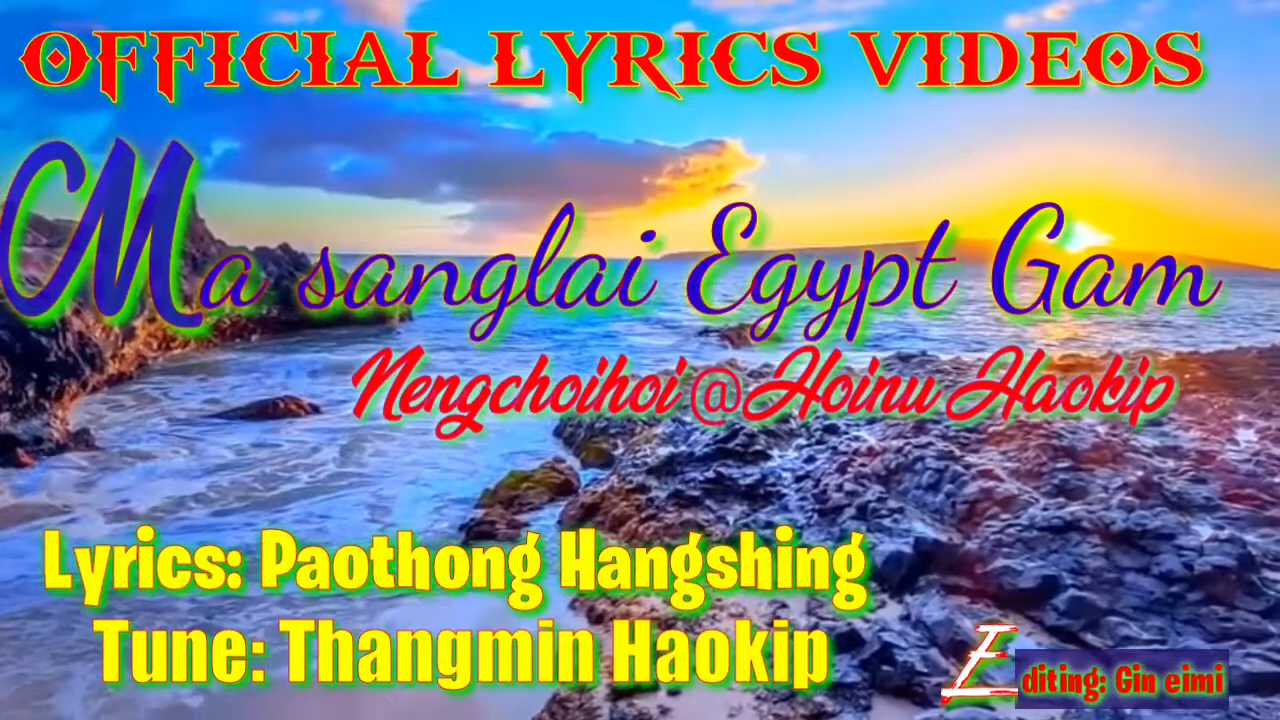 OFFICIAL LYRICS VIDEOS
Ma sanglai Egypt Gam
Nengchoihoi @ Hoinu Haokip
Lyrics: Paothong Hangshing
Tune: Thangmin Haokip
Editing: Gin eimi